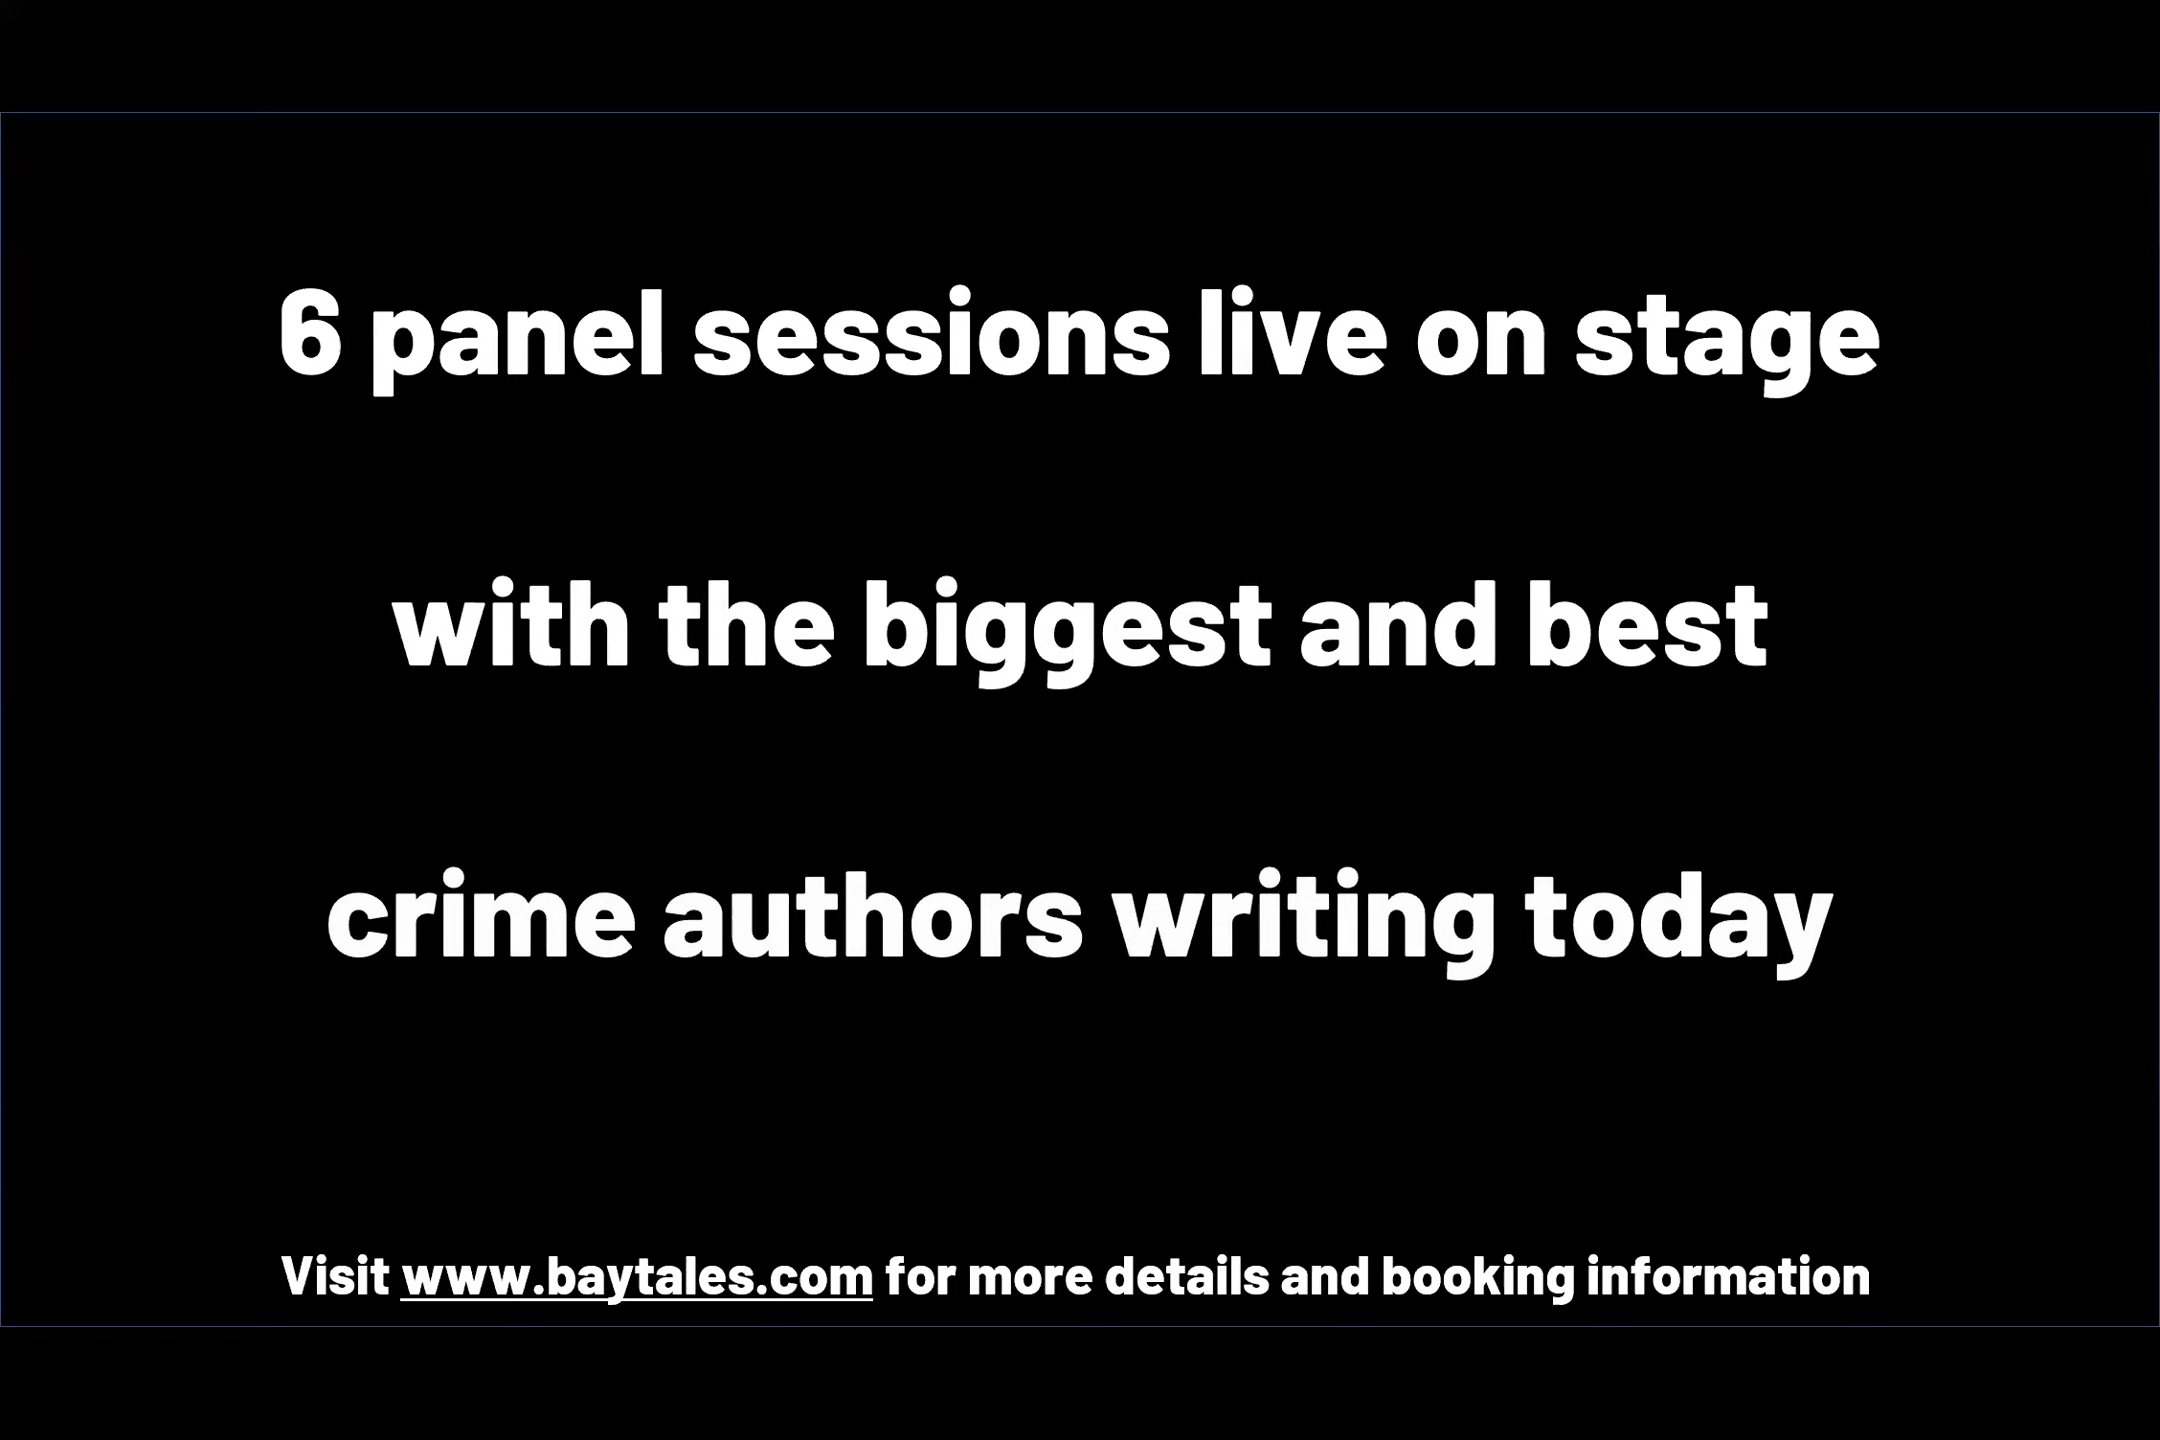 6 panel sessions live on stage
with the biggest and best
crime authors writing today
Visit www.baytales.com for more details and booking information